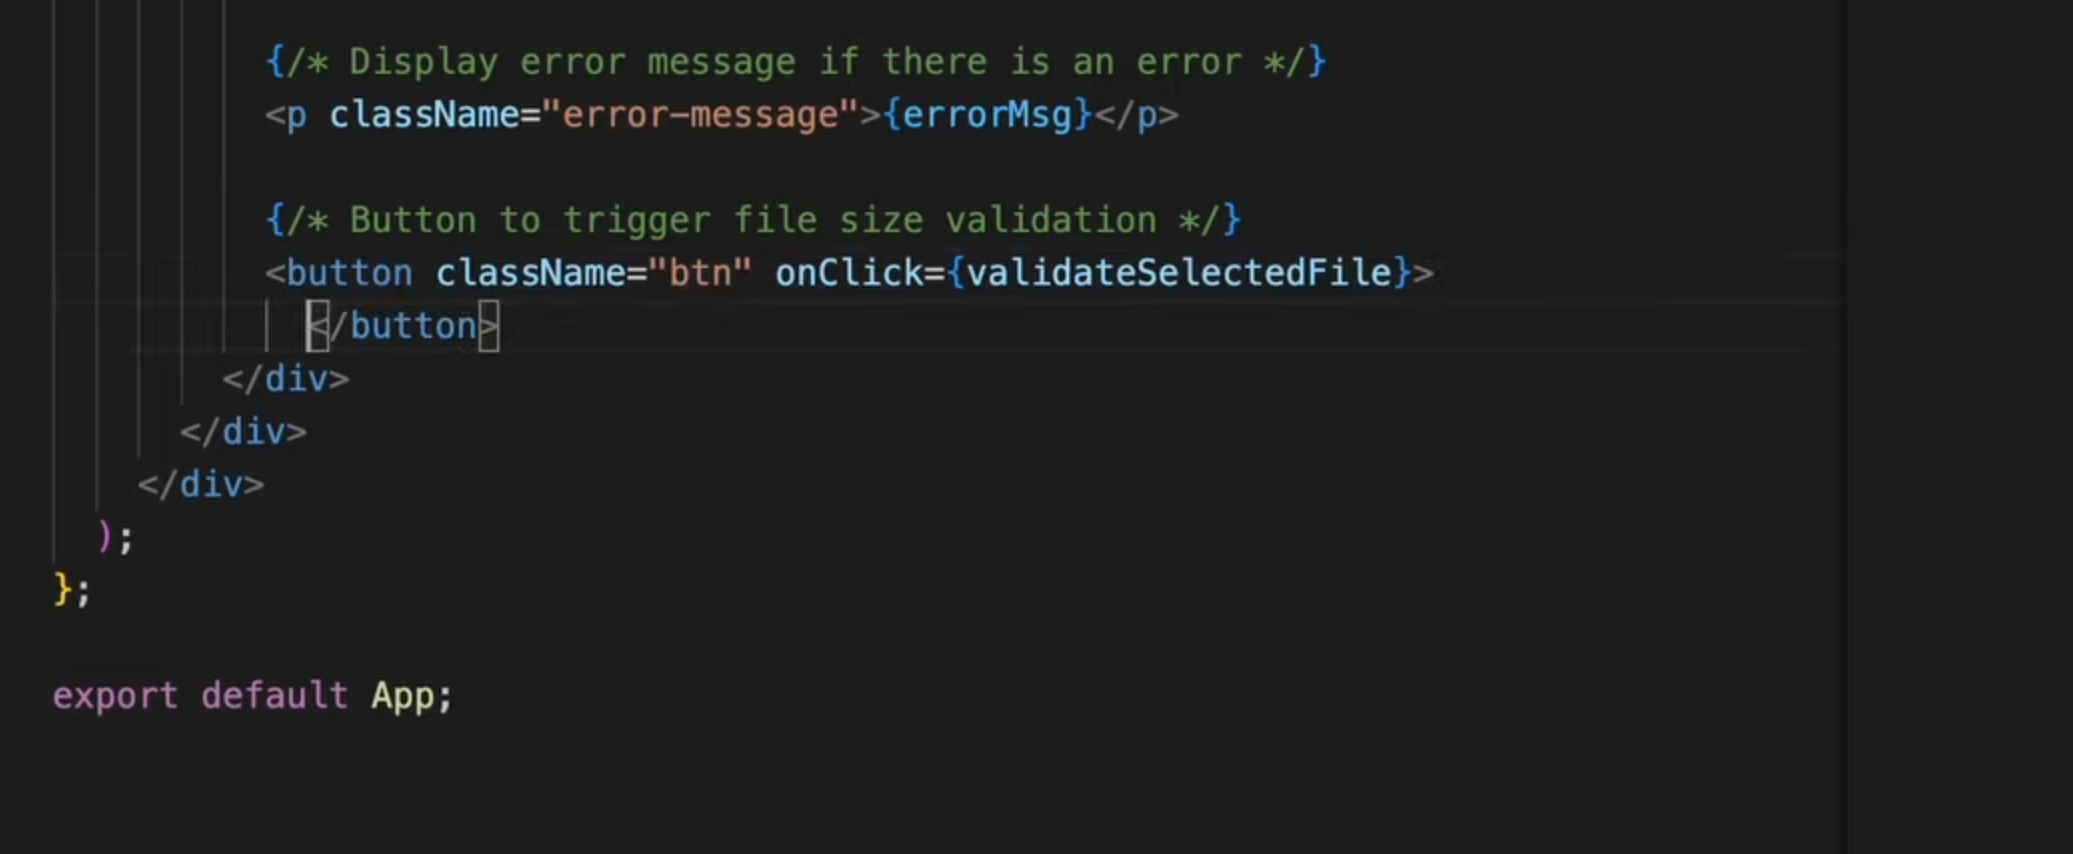 {/* Display error message if there is an error */}
<p className="error-message">{errorMsg}</p>
{/* Button to trigger file size validation */}
<button className="btn" onClick={validateSelectedFile}>
</button>
</div>
</div>
</div>
);
};
export default App;